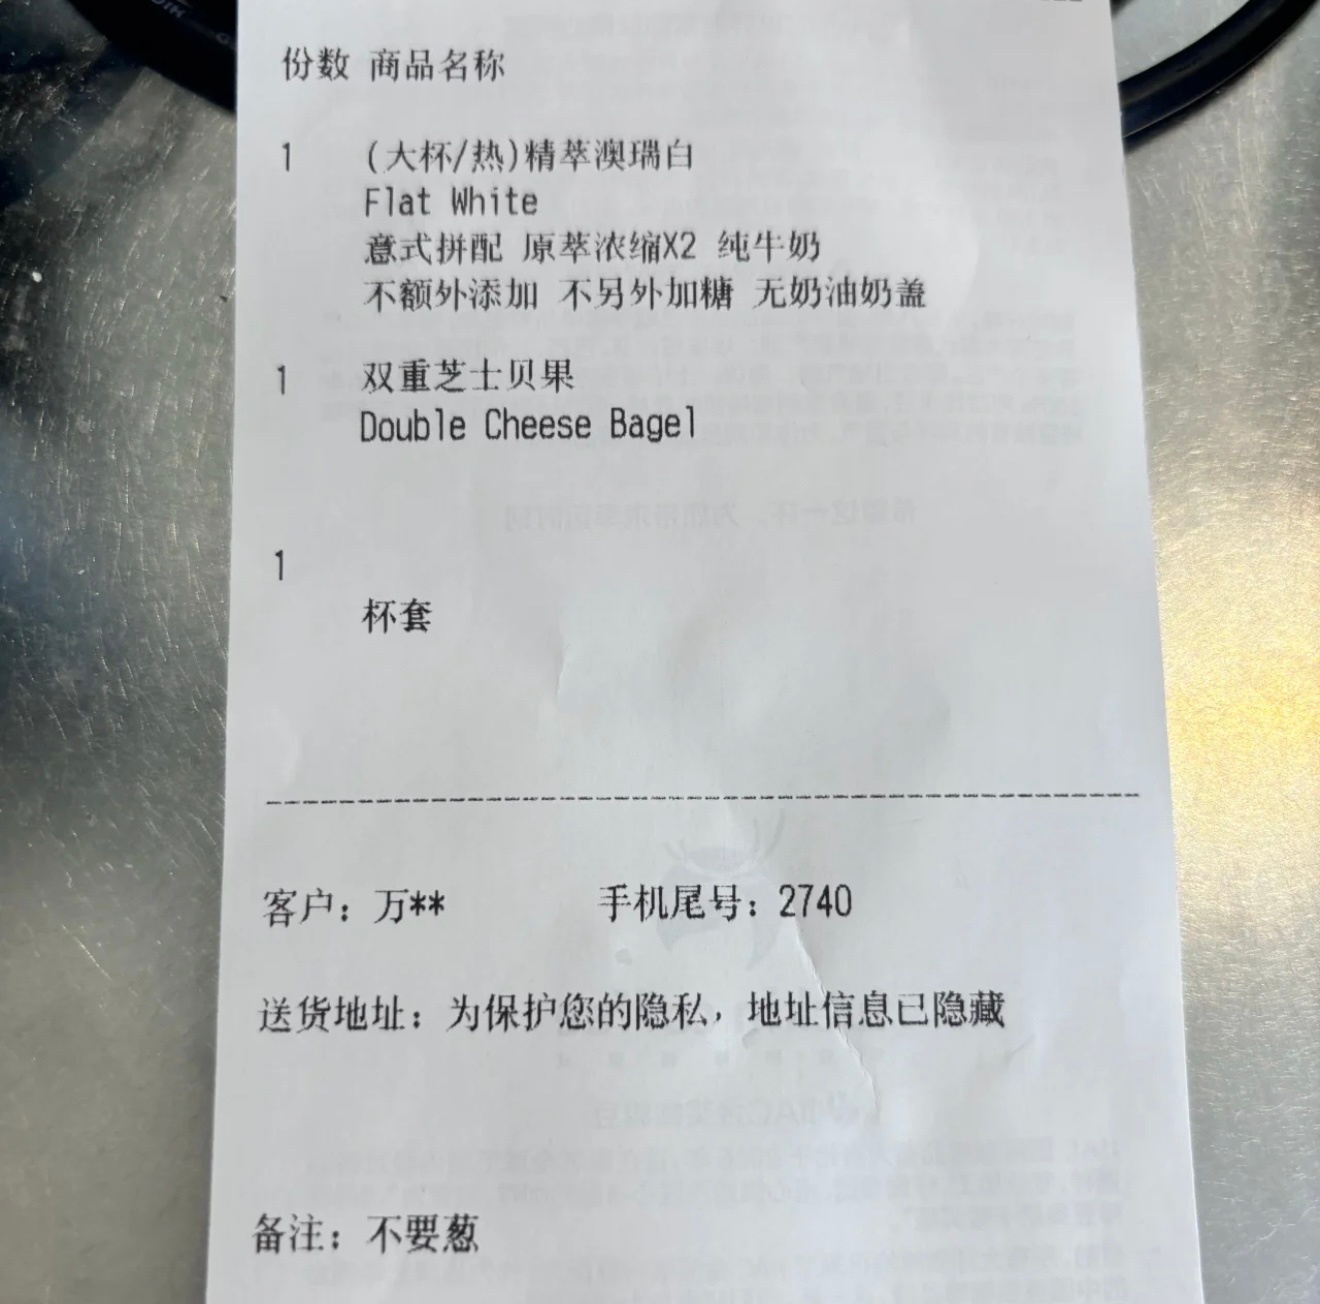 份数 商品名称
1 (大杯/热)精萃澳瑞白
Flat White
意式拼配 原萃浓缩X2 纯牛奶
不额外添加 不另外加糖 无奶油奶盖
1 双重芝士贝果
Double Cheese Bagel
1
杯套
客户：万** 手机尾号：2740
送货地址：为保护您的隐私，地址信息已隐藏
备注：不要葱